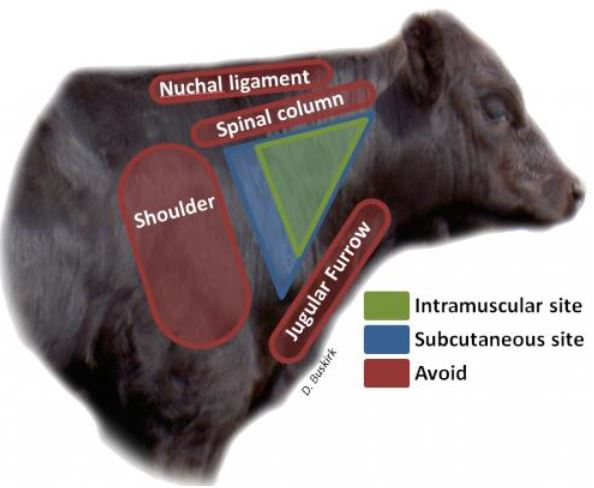 Nuchal ligament
Spinal column
Shoulder
Jugular Furrow
D. Buskirk
Intramuscular site
Subcutaneous site
Avoid